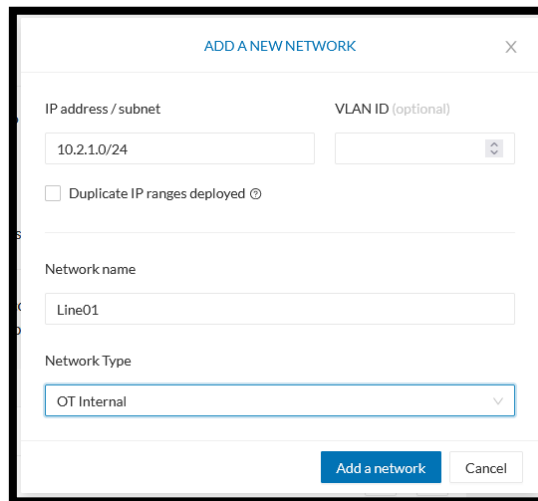 ADD A NEW NETWORK
IP address / subnet
VLAN ID (optional)
10.2.1.0/24
Duplicate IP ranges deployed
Network name
Line01
Network Type
OT Internal
Add a network
Cancel